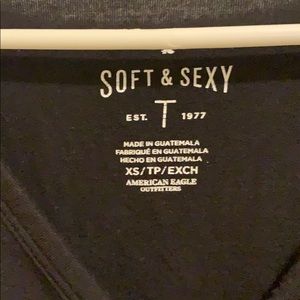 SOFT & SEXY
EST. T 1977
MADE IN GUATEMALA
FABRIQUÉ EN GUATEMALA
HECHO EN GUATEMALA
XS/TP/EXCH
AMERICAN EAGLE
OUTFITTERS